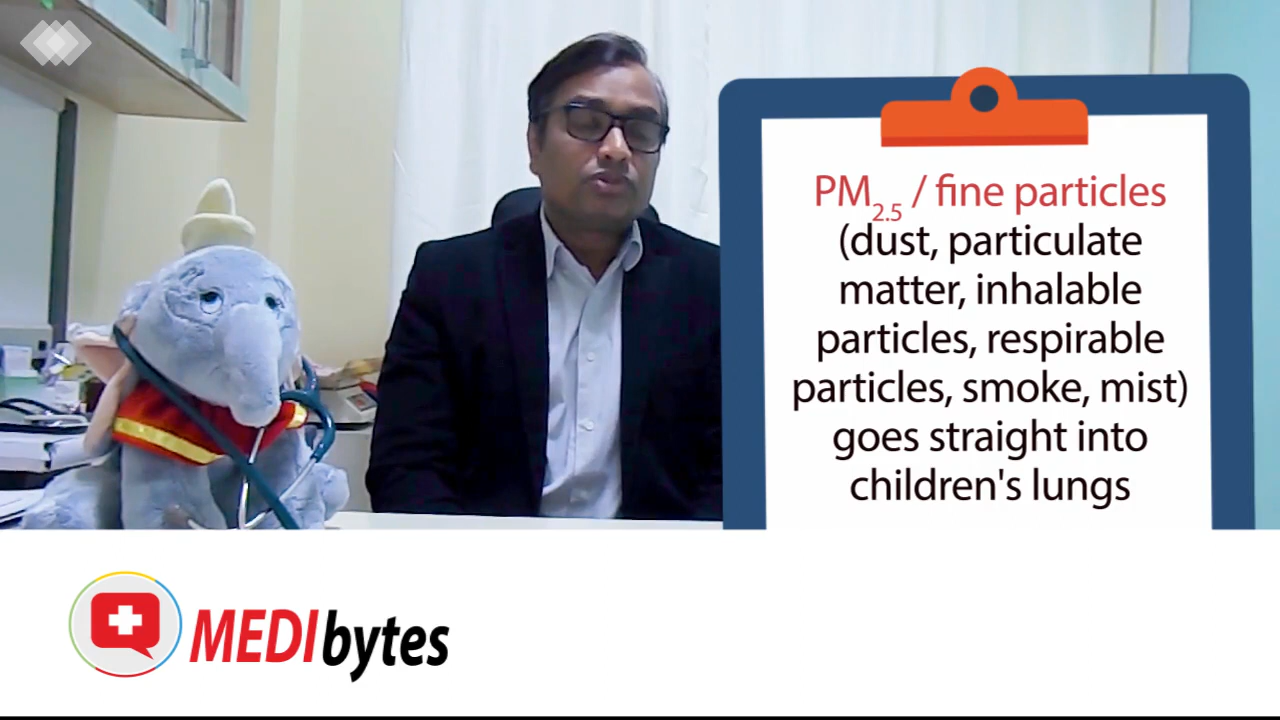 PM2.5 / fine particles
(dust, particulate
matter, inhalable
particles, respirable
particles, smoke, mist)
goes straight into
children's lungs
MEDIbytes